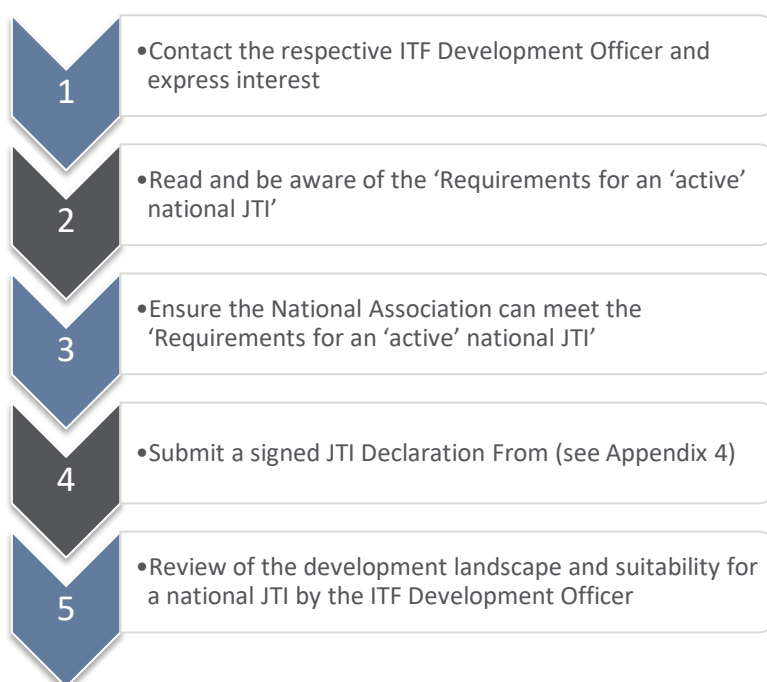 1
•Contact the respective ITF Development Officer and
express interest
2
•Read and be aware of the ‘Requirements for an ‘active’
national JTI’
3
•Ensure the National Association can meet the
‘Requirements for an ‘active’ national JTI’
4
•Submit a signed JTI Declaration From (see Appendix 4)
5
•Review of the development landscape and suitability for
a national JTI by the ITF Development Officer